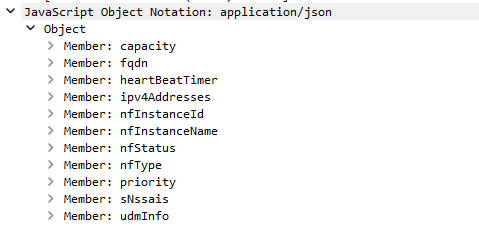 JavaScript Object Notation: application/json
Object
Member: capacity
Member: fqdn
Member: heartBeatTimer
Member: ipv4Addresses
Member: nfInstanceId
Member: nfInstanceName
Member: nfStatus
Member: nfType
Member: priority
Member: sNssais
Member: udmInfo